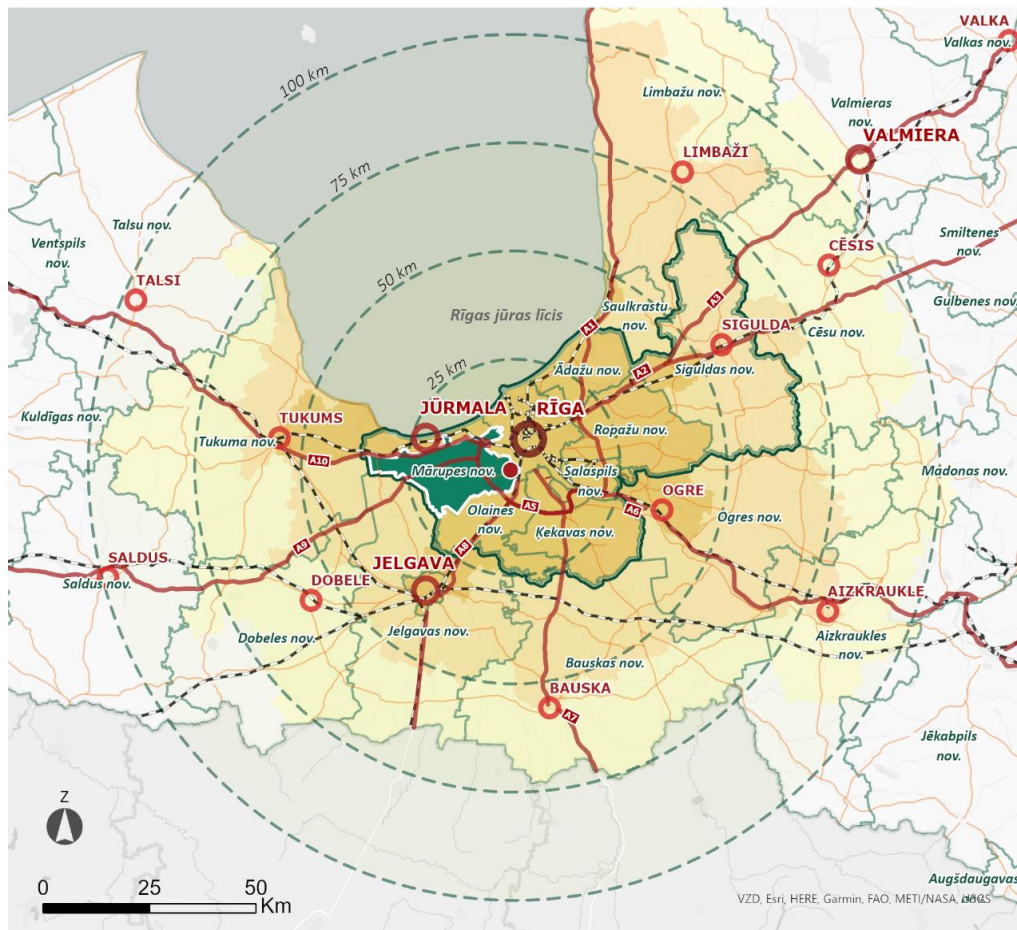 VALKA
Valkas nov.
100 km
Limbažu nov.
Valmieras
nov.
VALMIERA
LIMBAŽI
75 km
Talsu nov.
Ventspils
nov.
Smiltenes
nov.
CĒSIS
TALSI
50 km
Gulbenes nov.
Saulkrastu
nov.
Rīgas jūras līcis
A1
A3
SIGULDA
Cēsu nov.
25 km
Ādažu nov.
A2
Siguldas nov.
Kuldīgas nov.
TUKUMS
JŪRMALA
RĪGA
Tukuma nov.
Ropažu nov.
A10
Mārupes nov.
Salaspils
nov.
Madonas nov.
OGRE
Olaines
nov.
A5
A6
Ogres nov.
Ķekavas nov.
A9
A8
SALDUS
JELGAVA
Saldus nov.
DOBELE
AIZKRAUKLE
Dobeles nov.
Jelgavas nov.
Aizkraukles
nov.
Bauskas nov.
BAUSKA
A7
Jēkabpils
nov.
Z
0 25 50
Km
Augšdaugavas
VZD, Esri, HERE, Garmin, FAO, METI/NASA, USGS